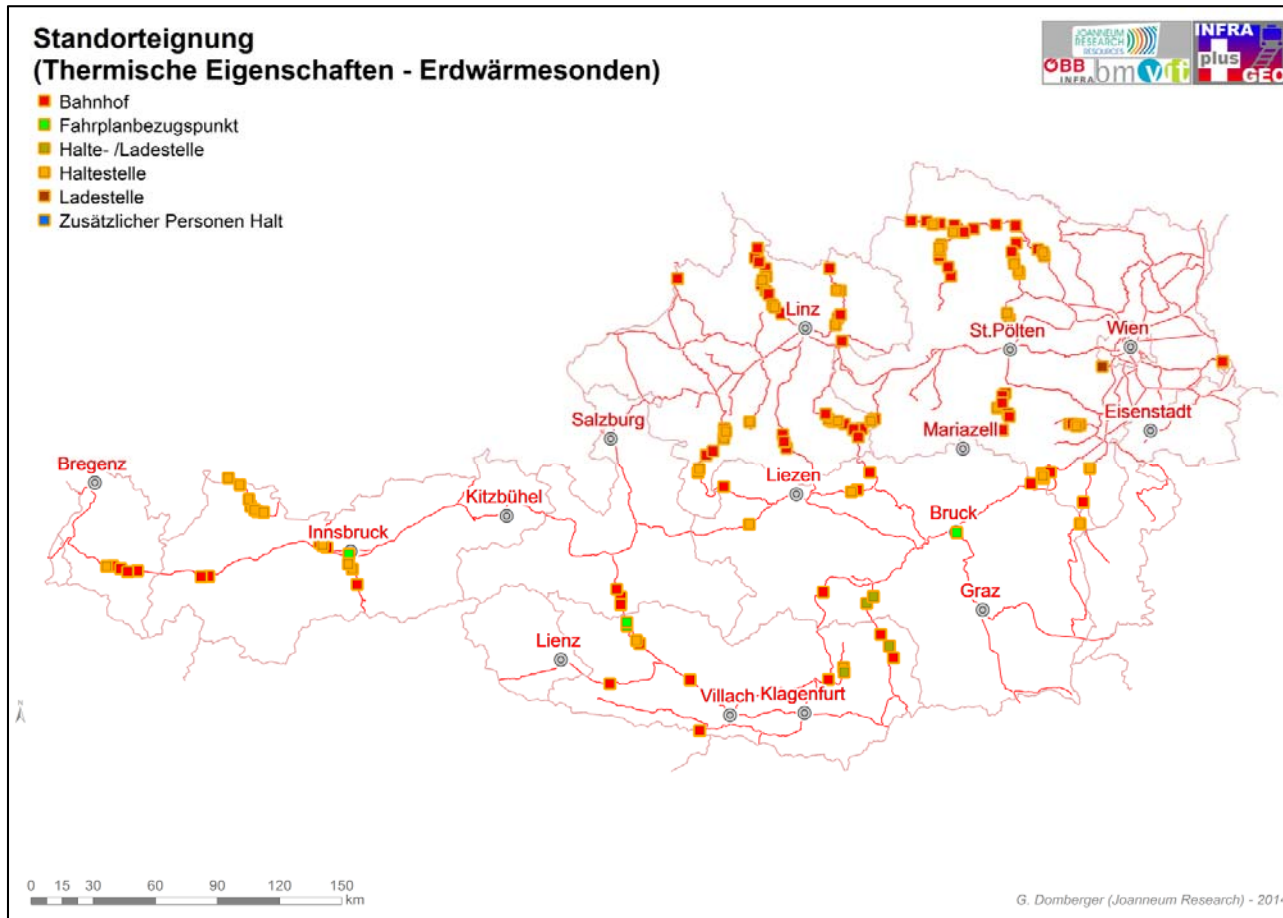 Standorteignung
(Thermische Eigenschaften - Erdwärmesonden)
Bahnhof
Fahrplanbezugspunkt
Halte- /Ladestelle
Haltestelle
Ladestelle
Zusätzlicher Personen Halt
JOANNEUM
RESEARCH
RESOURCES
ÖBB
INFRA
bmvit
INFRA
plus
GEO
Linz
St.Pölten
Wien
Salzburg
Mariazell
Eisenstadt
Bregenz
Kitzbühel
Liezen
Innsbruck
Bruck
Graz
Lienz
Villach
Klagenfurt
N
0 15 30 60 90 120 150
km
G. Domberger (Joanneum Research) - 2014